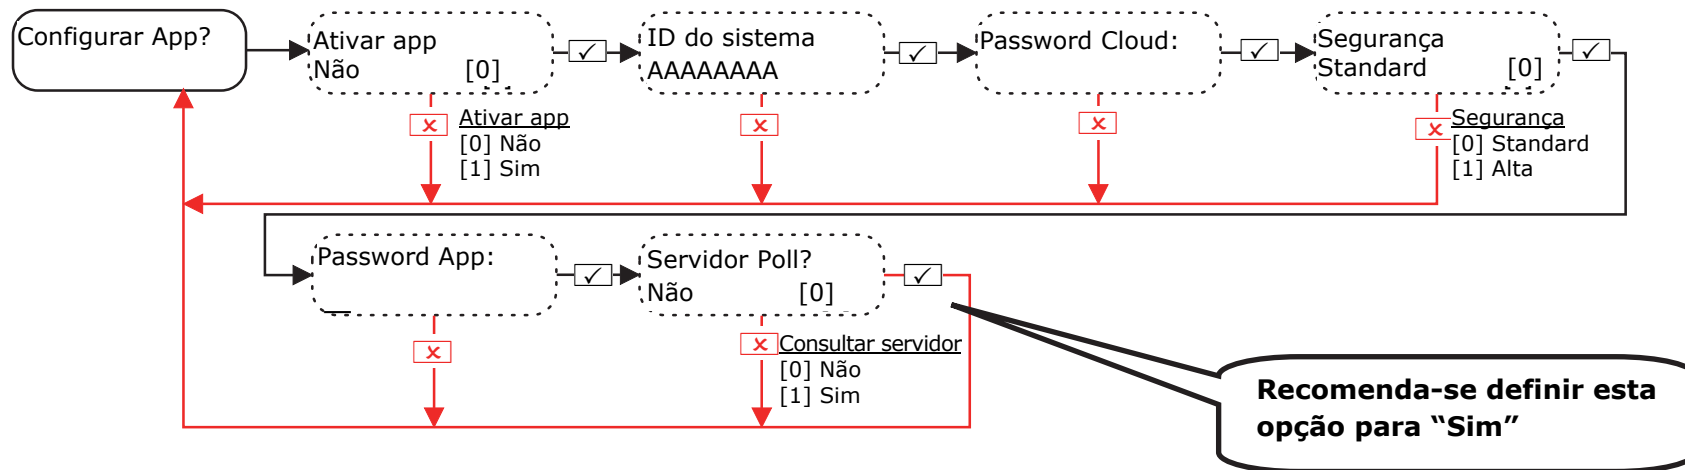 Configurar App?
Ativar app
Não [0]
ID do sistema
AAAAAAAA
Password Cloud:
Segurança
Standard [0]
Ativar app
[0] Não
[1] Sim
Segurança
[0] Standard
[1] Alta
Password App:
Servidor Poll?
Não [0]
Consultar servidor
[0] Não
[1] Sim
Recomenda-se definir esta
opção para “Sim”